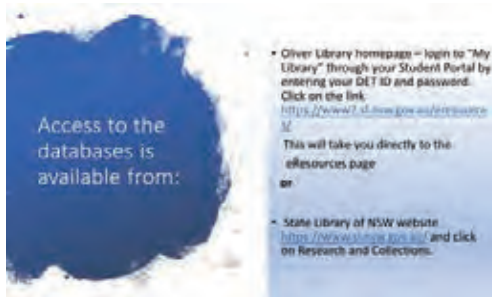 Access to the
databases is
available from:
• Oliver Library homepage – login to "My
Library" through your Student Portal by
entering your DET ID and password.
Click on the link
This will take you directly to the
eResources page
or
• State Library of NSW website
and click
on Research and Collections.